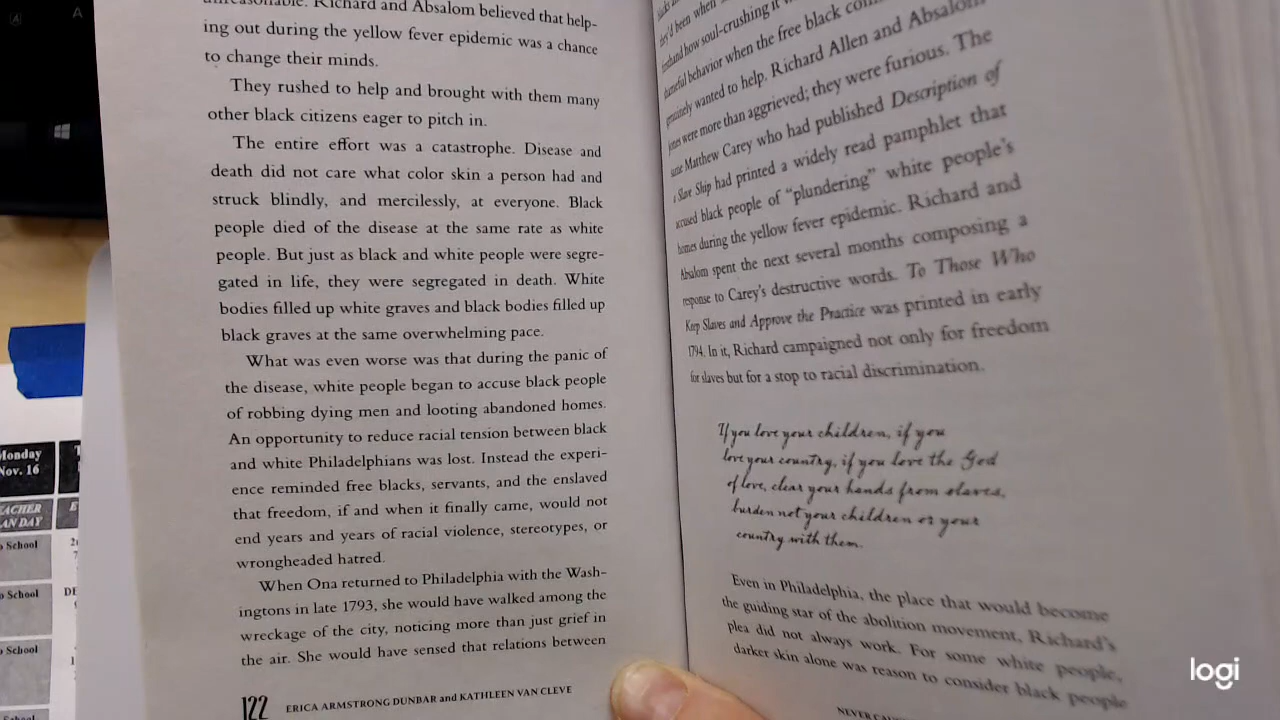 Richard and Absalom believed that help-
ing out during the yellow fever epidemic was a chance
to change their minds.
They rushed to help and brought with them many
other black citizens eager to pitch in.
The entire effort was a catastrophe. Disease and
death did not care what color skin a person had and
struck blindly, and mercilessly, at everyone. Black
people died of the disease at the same rate as white
people. But just as black and white people were segre-
gated in life, they were segregated in death. White
bodies filled up white graves and black bodies filled up
black graves at the same overwhelming pace.
What was even worse was that during the panic of
the disease, white people began to accuse black people
of robbing dying men and looting abandoned homes.
An opportunity to reduce racial tension between black
and white Philadelphians was lost. Instead the experi-
ence reminded free blacks, servants, and the enslaved
that freedom, if and when it finally came, would not
end years and years of racial violence, stereotypes, or
wrongheaded hatred.
When Ona returned to Philadelphia with the Wash-
ingtons in late 1793, she would have walked among the
wreckage of the city, noticing more than just grief in
the air. She would have sensed that relations between
122 ERICA ARMSTRONG DUNBAR and KATHLEEN VAN CLEVE
been when
how soul-crushing it
behavior when the free black
wanted to help. Richard Allen and Absalom
were more than aggrieved; they were furious. The
Matthew Carey who had published Description of
a Slave Ship had printed a widely read pamphlet that
accused black people of "plundering" white people's
homes during the yellow fever epidemic. Richard and
Absalom spent the next several months composing a
response to Carey's destructive words. To Those Who
Keep Slaves and Approve the Practice was printed in early
1794. In it, Richard campaigned not only for freedom
for slaves but for a stop to racial discrimination.
If you love your children, if you
love your country, if you love the God
of love, clear your hands from slaves,
burden not your children or your
country with them.
Even in Philadelphia, the place that would become
the guiding star of the abolition movement, Richard's
plea did not always work. For some white people,
darker skin alone was reason to consider black people
NEVER
Monday
Nov. 16
School
School
School
logi